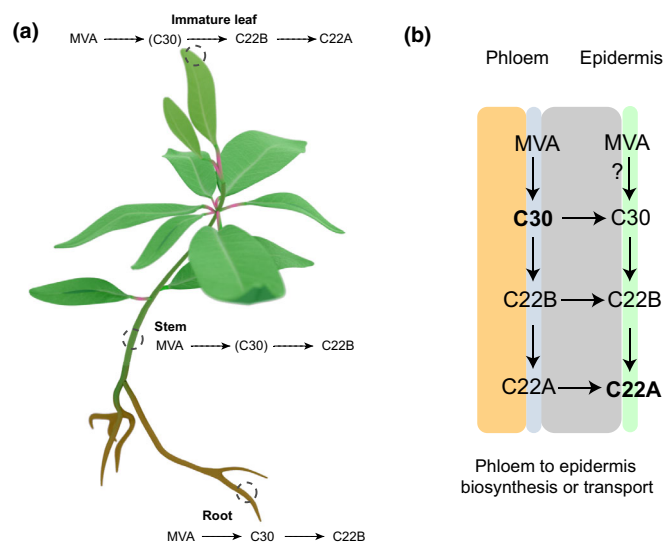 (a)
Immature leaf
MVA (C30) C22B C22A
Stem
MVA (C30) C22B
Root
MVA C30 C22B
(b)
Phloem Epidermis
MVA MVA
?
C30 C30
C22B C22B
C22A C22A
Phloem to epidermis
biosynthesis or transport